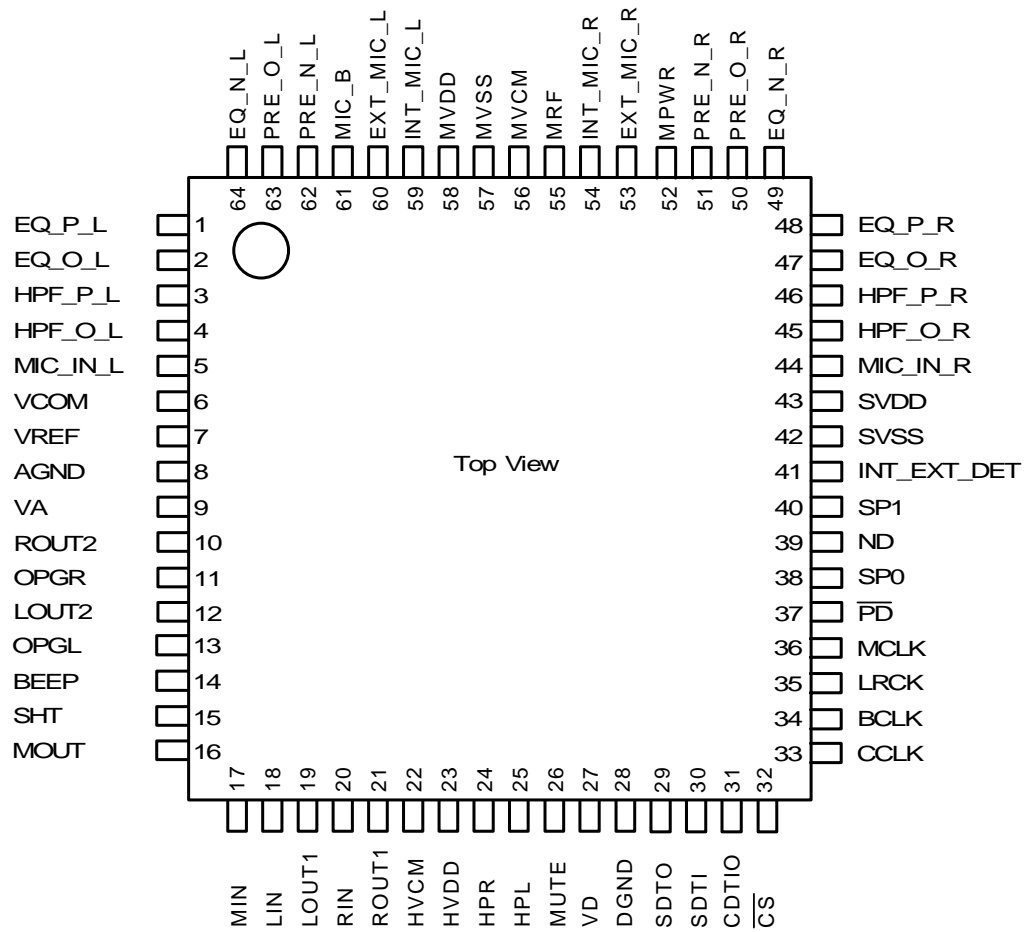 EQ_N_L
PRE_O_L
PRE_N_L
MIC_B
EXT_MIC_L
INT_MIC_L
MVDD
MVSS
MVCM
MRF
INT_MIC_R
EXT_MIC_R
MPWR
PRE_N_R
PRE_O_R
EQ_N_R
64 63 62 61 60 59 58 57 56 55 54 53 52 51 50 49
EQ_P_L 1
EQ_O_L 2
HPF_P_L 3
HPF_O_L 4
MIC_IN_L 5
VCOM 6
VREF 7
AGND 8
VA 9
ROUT2 10
OPGR 11
LOUT2 12
OPGL 13
BEEP 14
SHT 15
MOUT 16
Top View
48 EQ_P_R
47 EQ_O_R
46 HPF_P_R
45 HPF_O_R
44 MIC_IN_R
43 SVDD
42 SVSS
41 INT_EXT_DET
40 SP1
39 ND
38 SP0
37 PD
36 MCLK
35 LRCK
34 BCLK
33 CCLK
17 18 19 20 21 22 23 24 25 26 27 28 29 30 31 32
MIN
LIN
LOUT1
RIN
ROUT1
HVCM
HVDD
HPR
HPL
MUTE
VD
DGND
SDTO
SDTI
CDTIO
CS